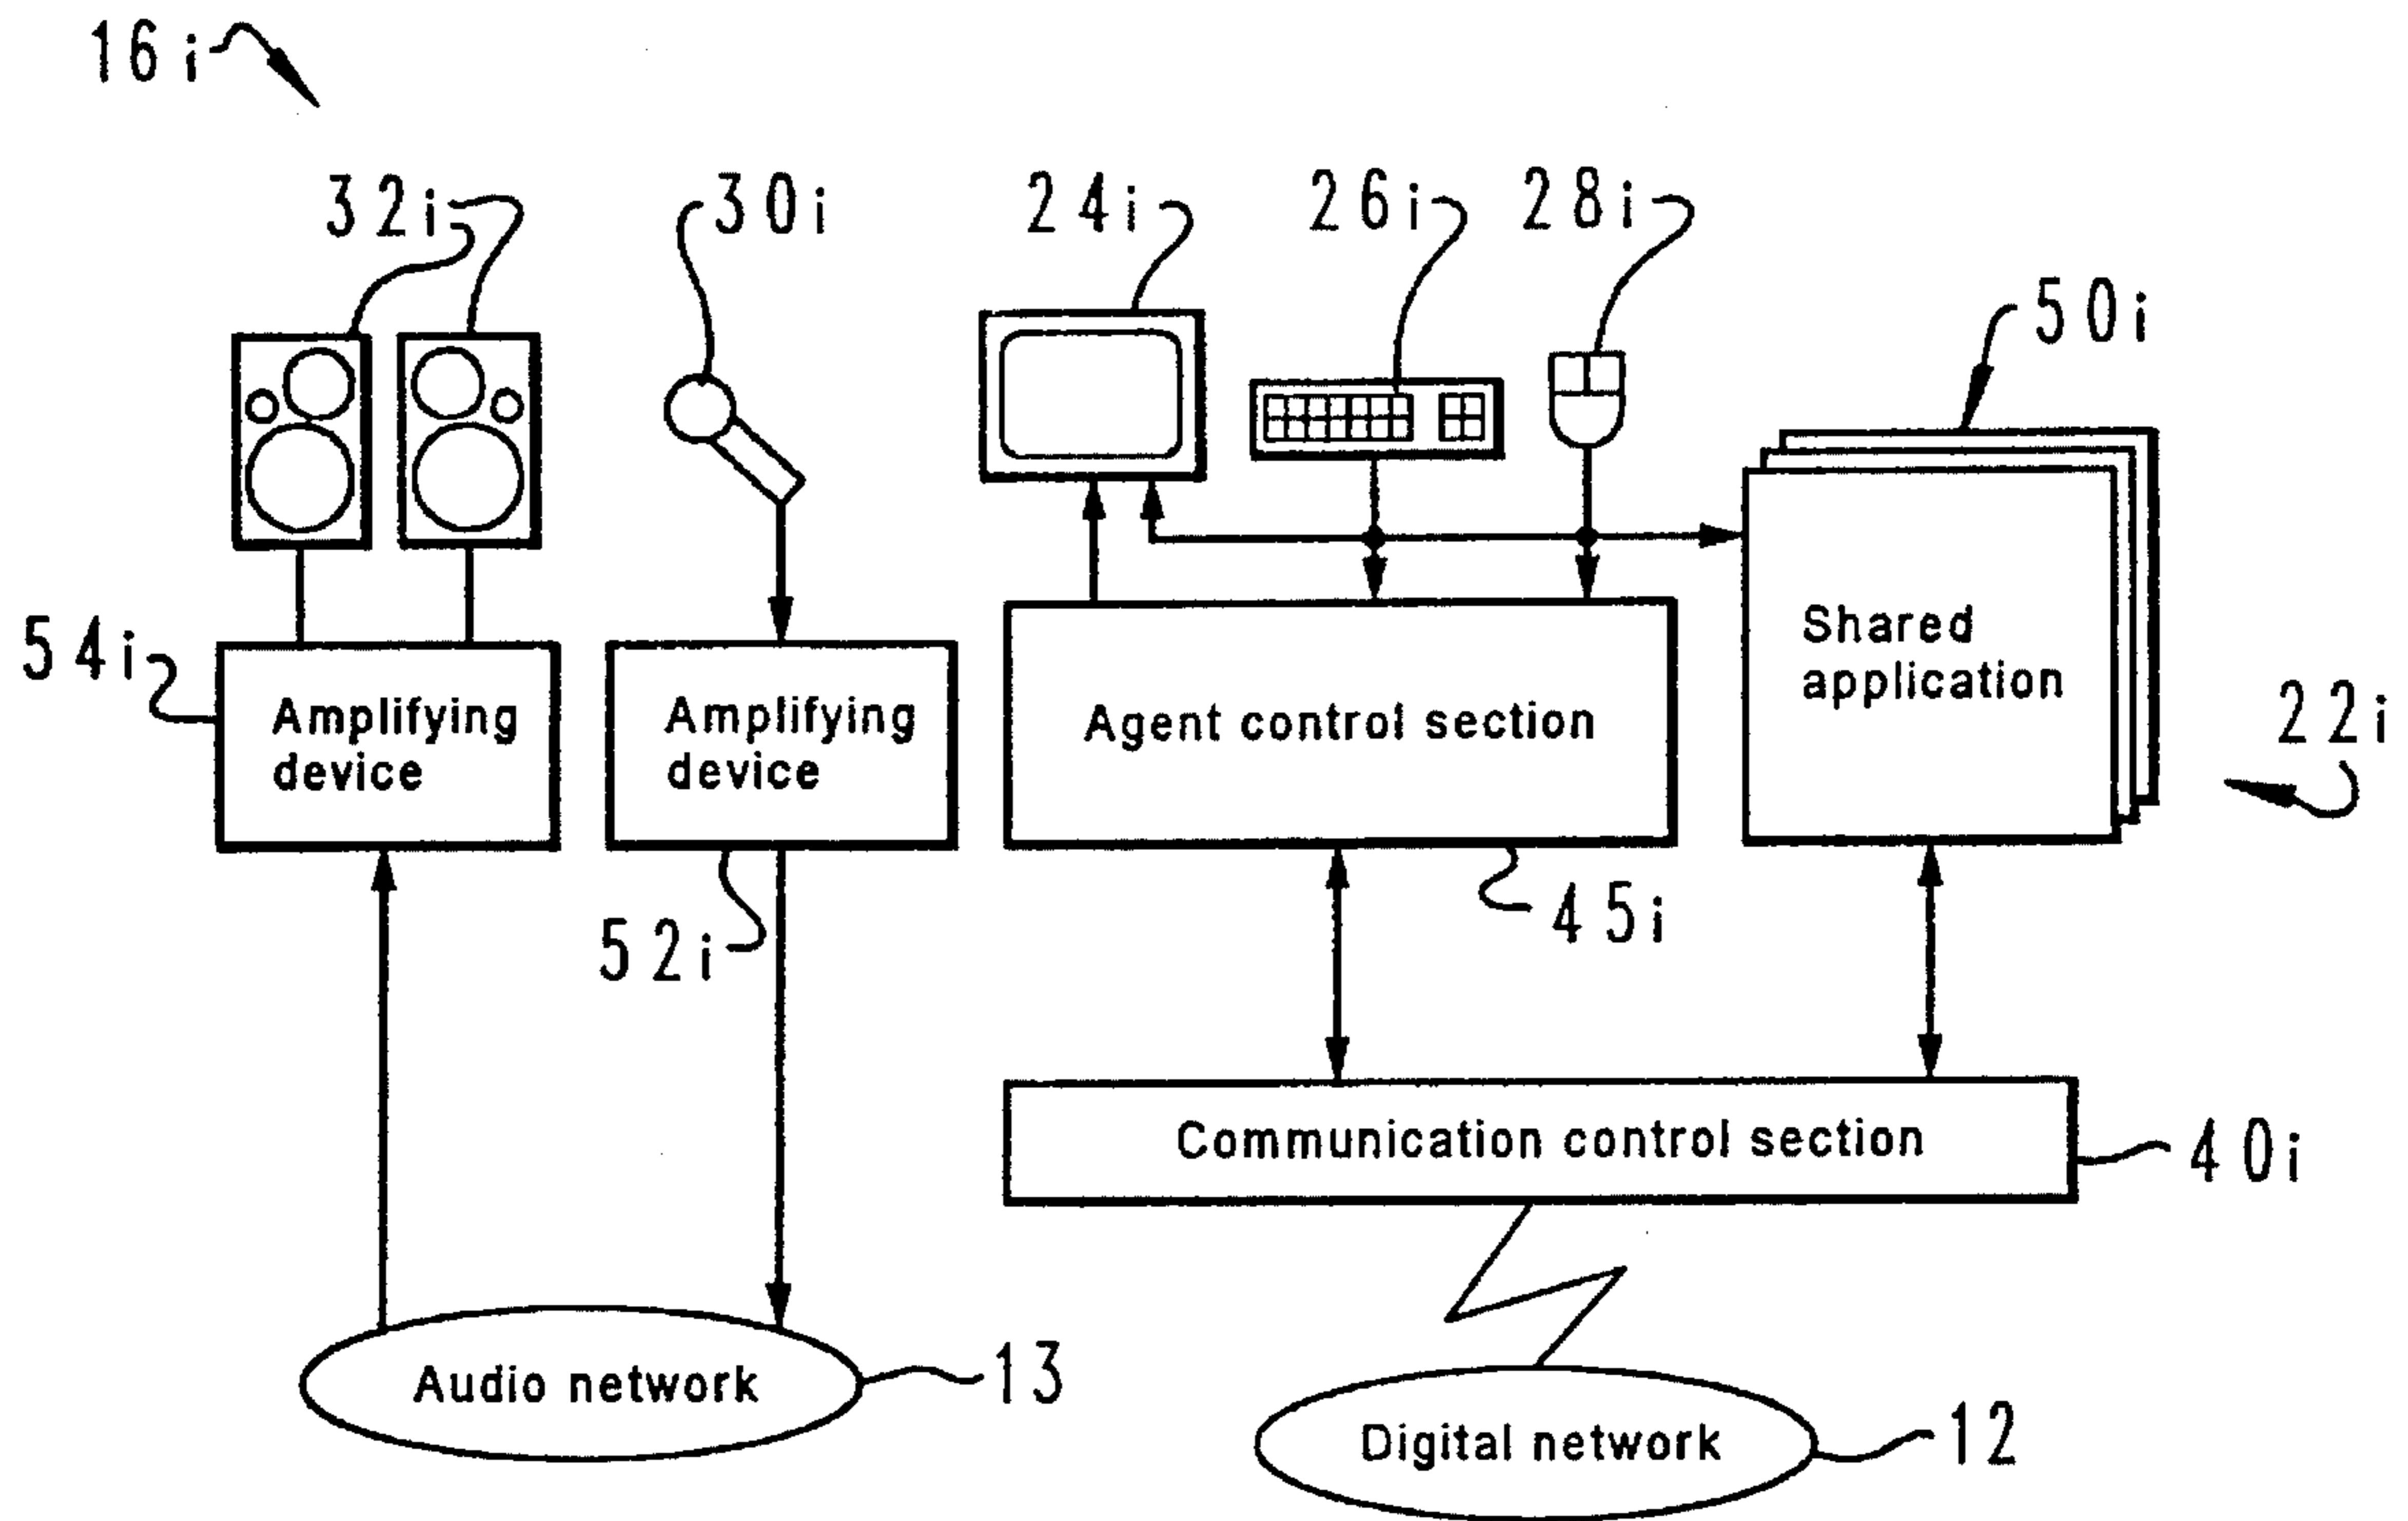 16i
32i
30i
24i
26i
28i
50i
54i
Amplifying
device
Amplifying
device
Agent control section
Shared
application
22i
52i
45i
Communication control section
40i
Audio network
13
Digital network
12